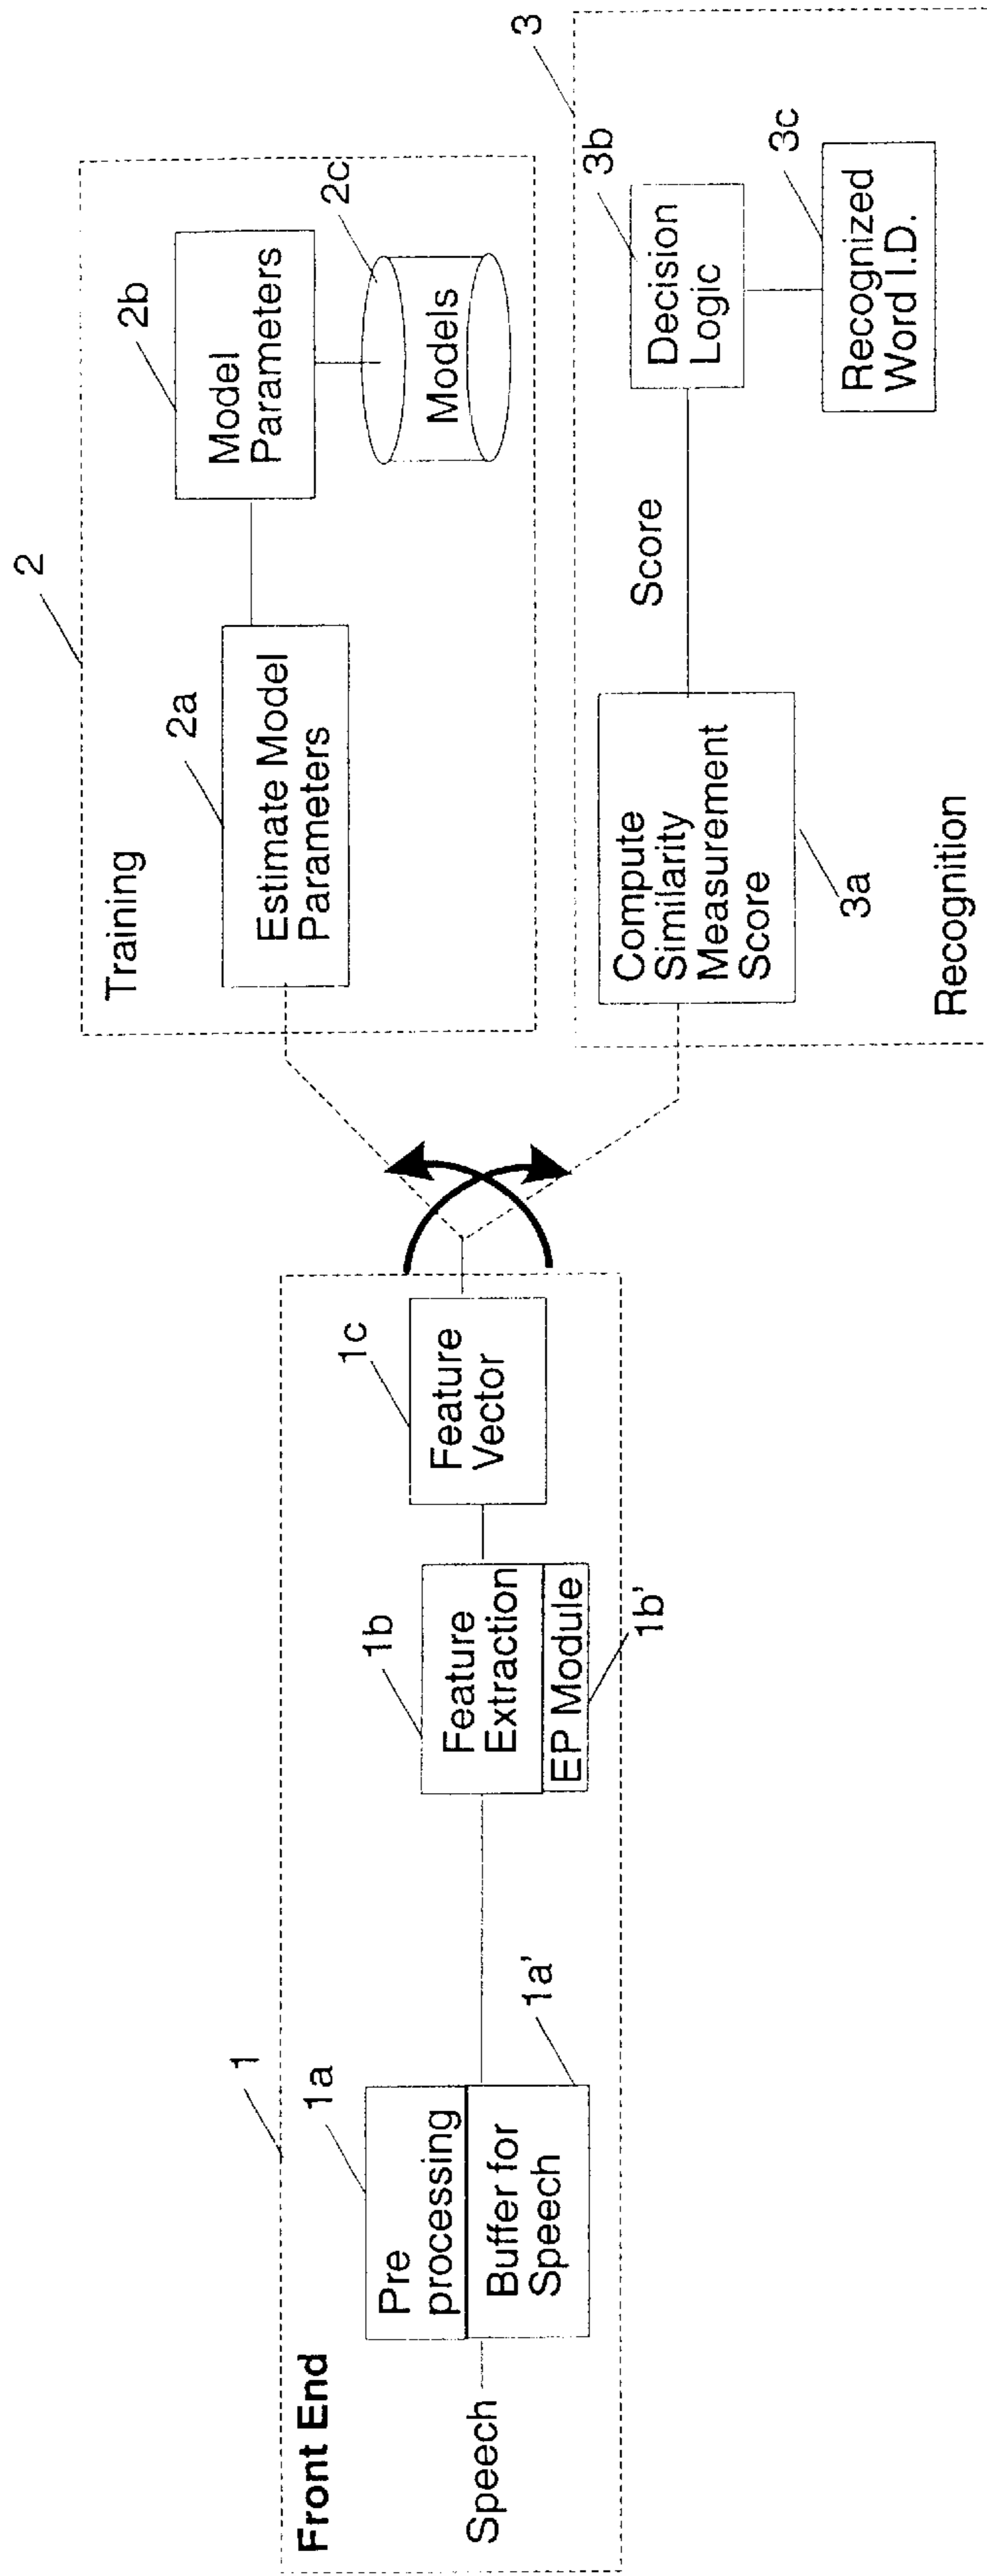 Front End
1
Speech
Pre
processing
1a
Buffer for
Speech
1a'
Feature
Extraction
1b
EP Module
1b'
Feature
Vector
1c
Training
2
Estimate Model
Parameters
2a
Model
Parameters
2b
Models
2c
Recognition
3
Compute
Similarity
Measurement
Score
3a
Score
Decision
Logic
3b
Recognized
Word I.D.
3c